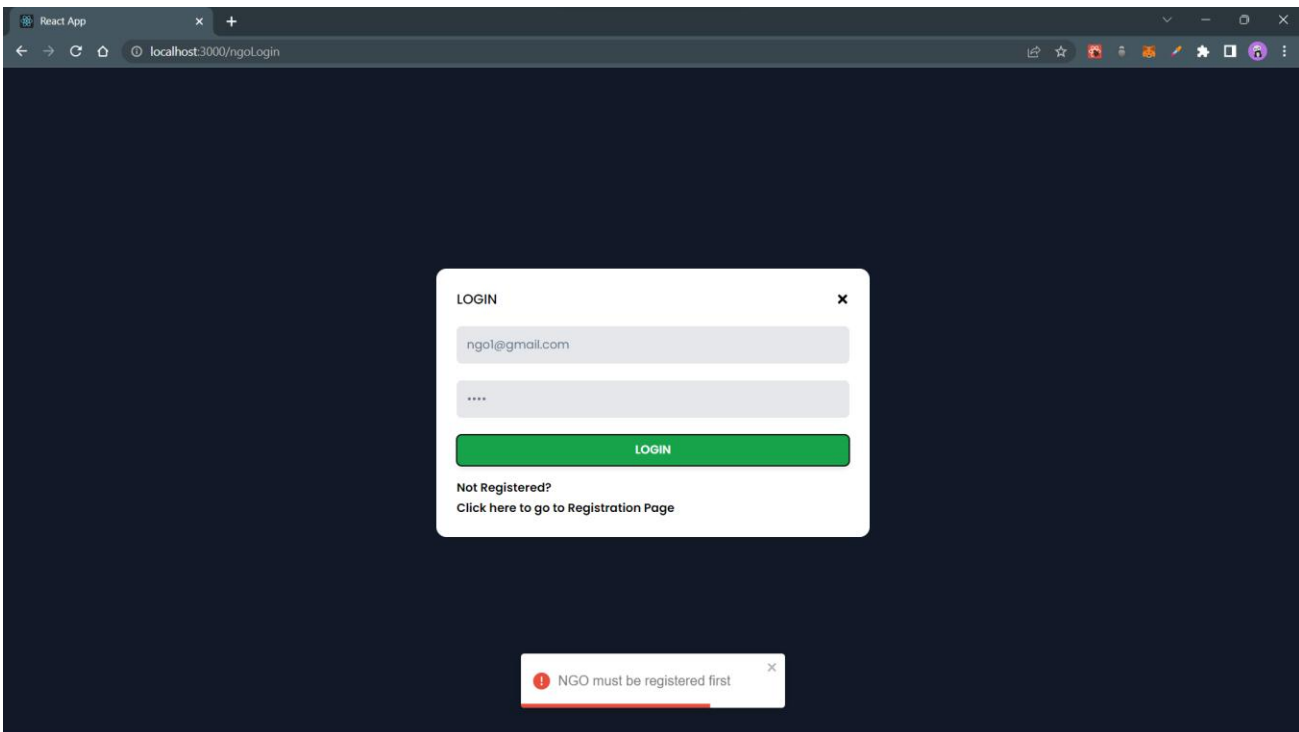 React App
localhost:3000/ngoLogin
LOGIN
ngo1@gmail.com
••••
LOGIN
Not Registered?
Click here to go to Registration Page
NGO must be registered first